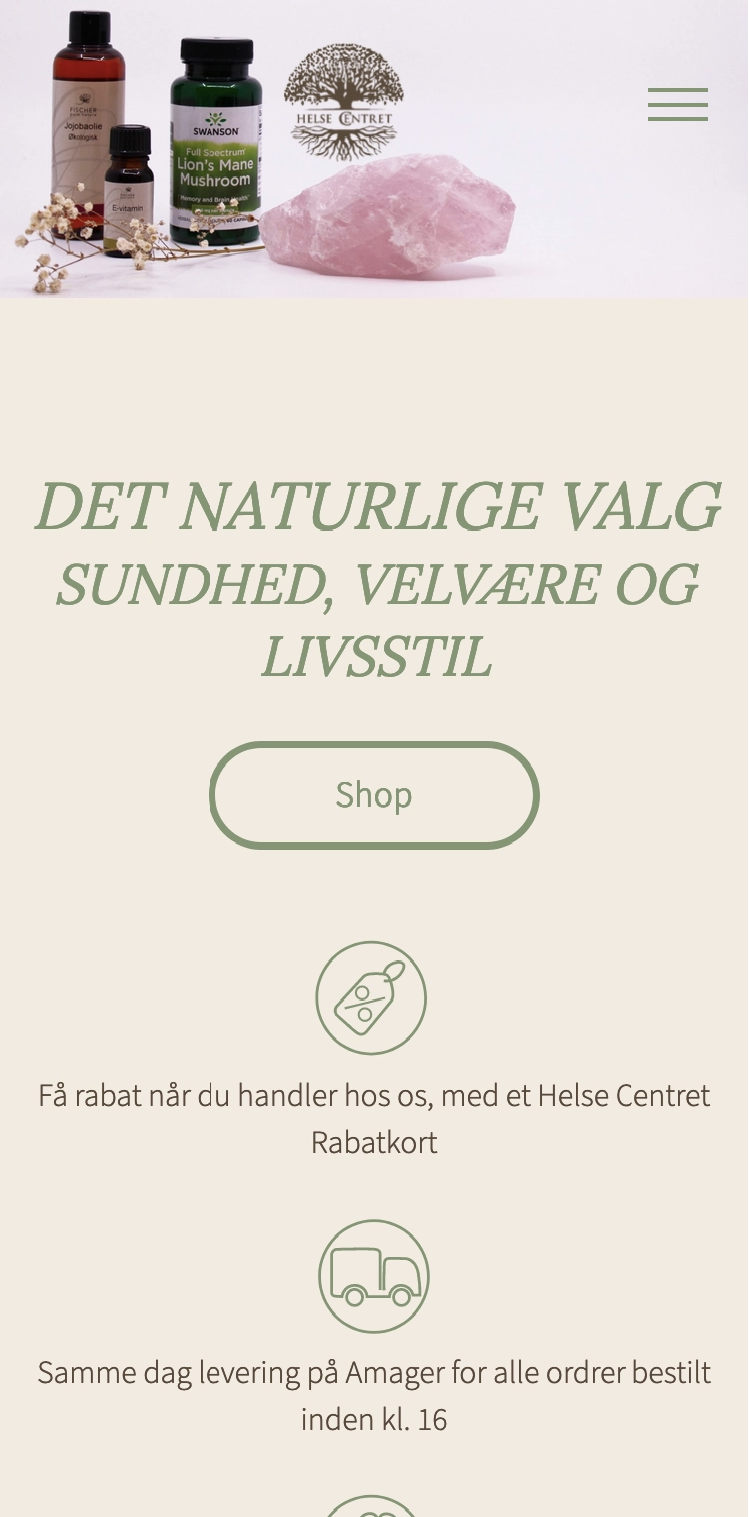 FISCHER
Jojobaolie
Økologisk
E-vitamin
SWANSON
Full Spectrum
Lion's Mane
Mushroom
Memory and Brain Health
HELSE CENTRET
DET NATURLIGE VALG
SUNDHED, VELVÆRE OG
LIVSSTIL
Shop
Få rabat når du handler hos os, med et Helse Centret
Rabatkort
Samme dag levering på Amager for alle ordrer bestilt
inden kl. 16